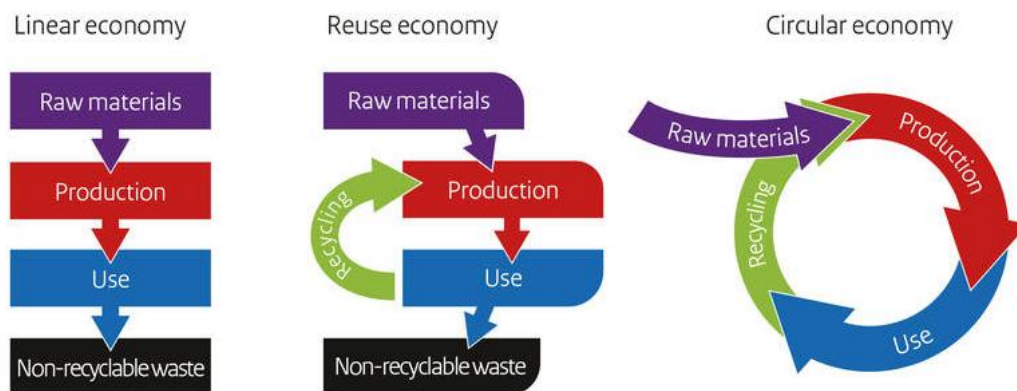 Linear economy
Raw materials
Production
Use
Non-recyclable waste
Reuse economy
Raw materials
Production
Recycling
Use
Non-recyclable waste
Circular economy
Raw materials
Production
Use
Recycling